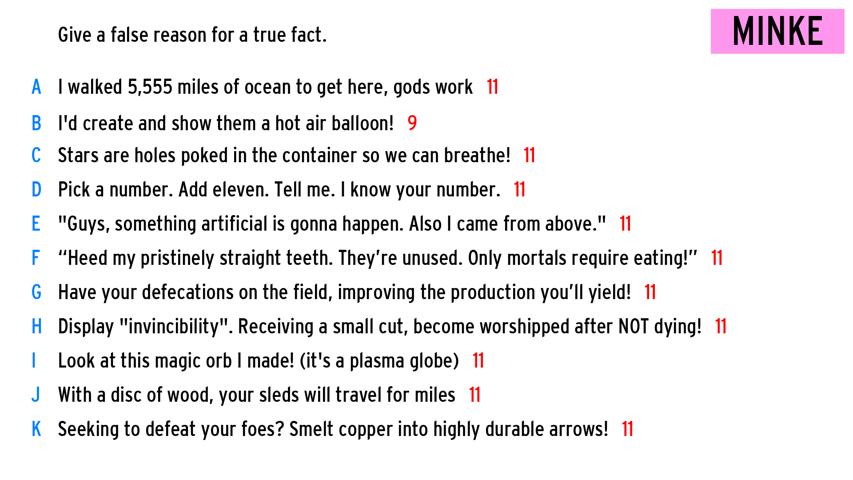 Give a false reason for a true fact.
MINKE
A I walked 5,555 miles of ocean to get here, gods work 11
B I'd create and show them a hot air balloon! 9
C Stars are holes poked in the container so we can breathe! 11
D Pick a number. Add eleven. Tell me. I know your number. 11
E "Guys, something artificial is gonna happen. Also I came from above." 11
F “Heed my pristinely straight teeth. They’re unused. Only mortals require eating!” 11
G Have your defecations on the field, improving the production you’ll yield! 11
H Display "invincibility". Receiving a small cut, become worshipped after NOT dying! 11
I Look at this magic orb I made! (it's a plasma globe) 11
J With a disc of wood, your sleds will travel for miles 11
K Seeking to defeat your foes? Smelt copper into highly durable arrows! 11